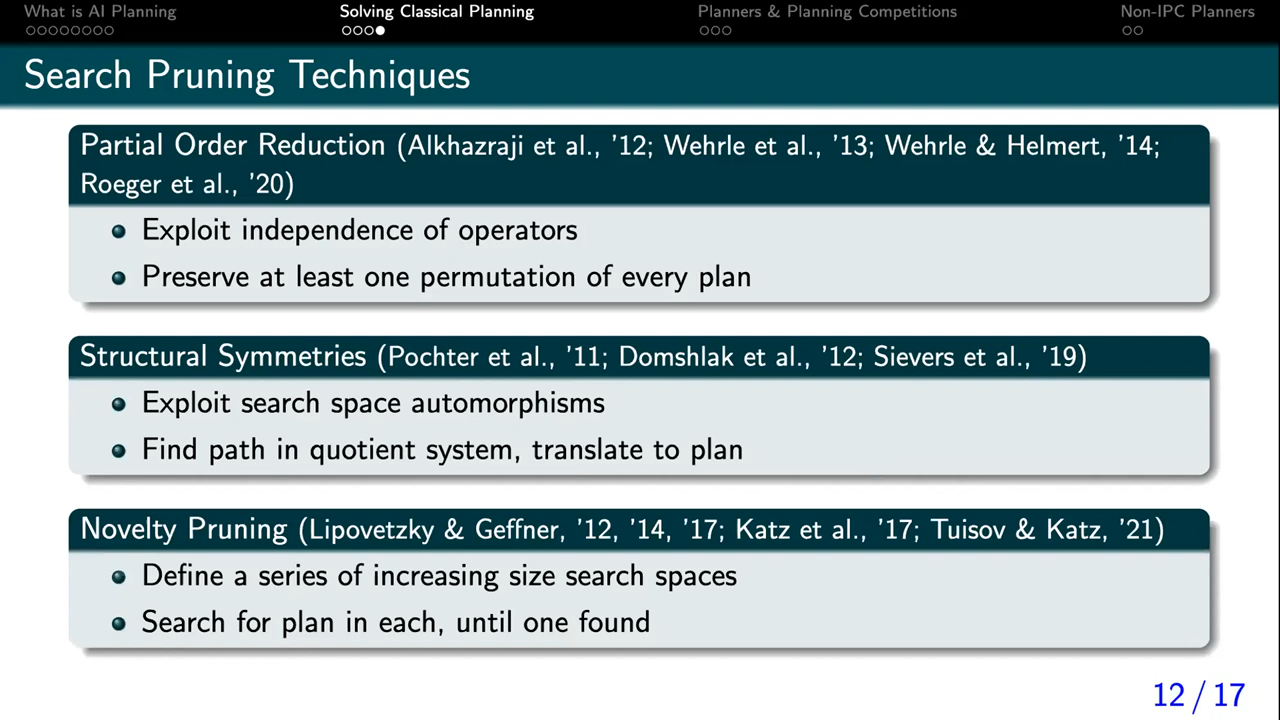 What is AI Planning
Solving Classical Planning
Planners & Planning Competitions
Non-IPC Planners
Search Pruning Techniques
Partial Order Reduction (Alkhazraji et al., '12; Wehrle et al., '13; Wehrle & Helmert, '14;
Roeger et al., '20)
Exploit independence of operators
Preserve at least one permutation of every plan
Structural Symmetries (Pochter et al., '11; Domshlak et al., '12; Sievers et al., '19)
Exploit search space automorphisms
Find path in quotient system, translate to plan
Novelty Pruning (Lipovetzky & Geffner, '12, '14, '17; Katz et al., '17; Tuisov & Katz, '21)
Define a series of increasing size search spaces
Search for plan in each, until one found
12 / 17